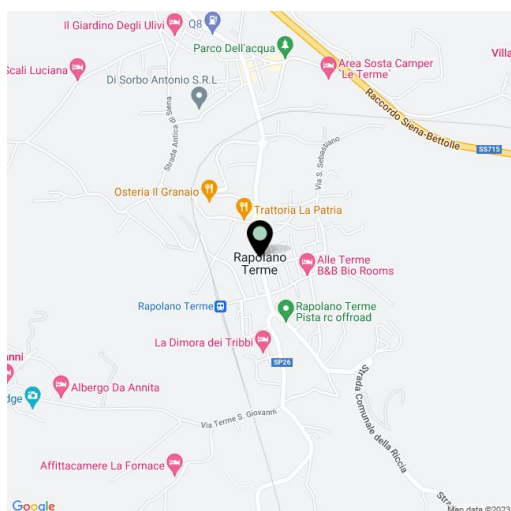 Il Giardino Degli Ulivi
Q8
Parco Dell'acqua
Villa
Scali Luciana
Area Sosta Camper
Le Terme
Di Sorbo Antonio S.R.L
Raccordo Siena-Bettolle
SS715
Strada Antica di Siena
Via S. Sebastiano
Osteria Il Granaio
Trattoria La Patria
Rapolano
Terme
Alle Terme
B&B Bio Rooms
Rapolano Terme
Rapolano Terme
Pista rc offroad
La Dimora dei Tribbi
SP26
anni
Albergo Da Annita
dge
Strada Comunale della Riccia
Via Terme S. Giovanni
Affittacamere La Fornace
Google
Map data ©2023